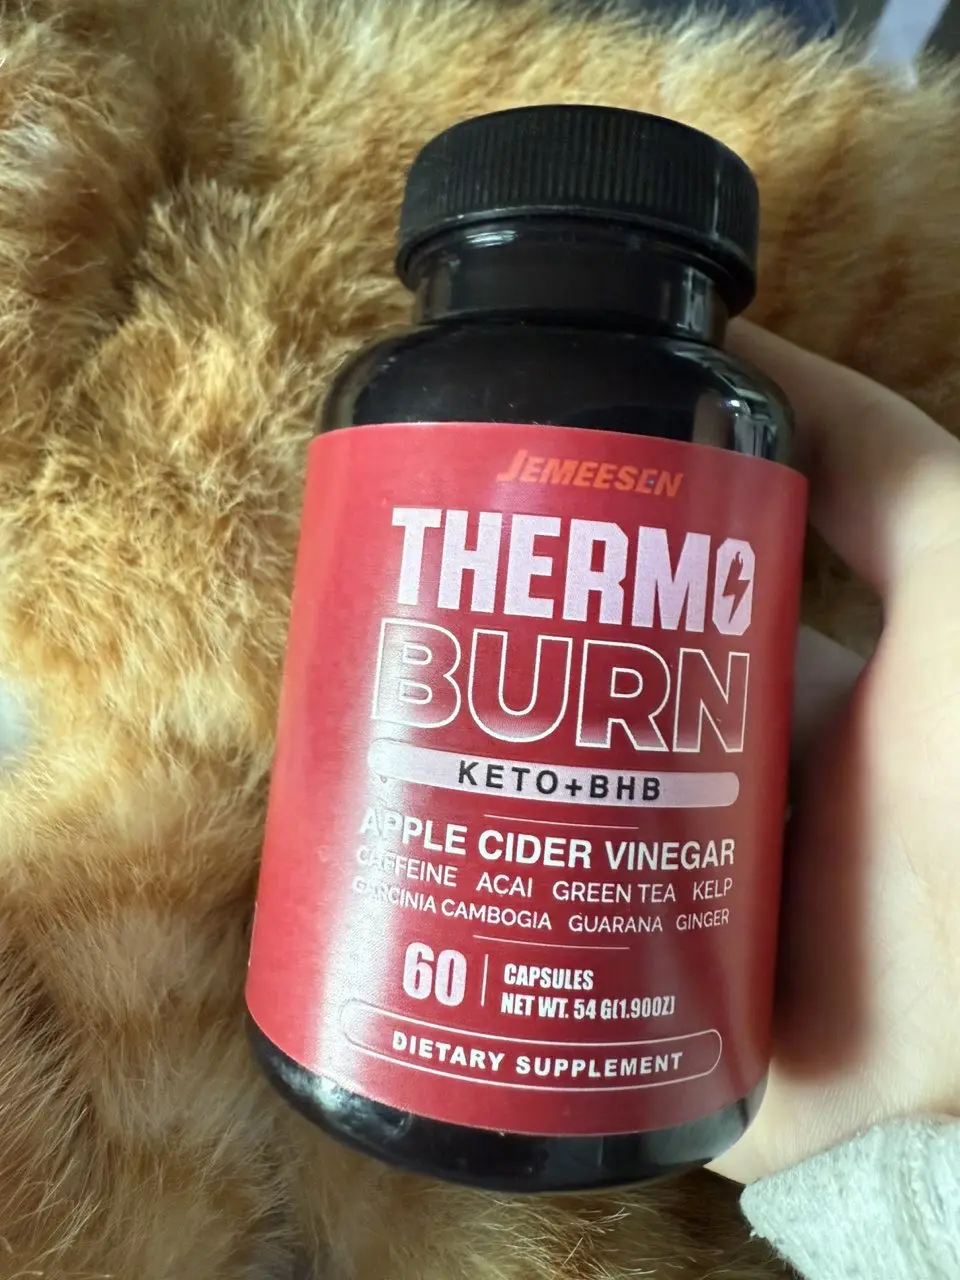 JEMEESEN
THERMO
BURN
KETO+BHB
APPLE CIDER VINEGAR
CAFFEINE ACAI GREEN TEA KELP
GARCINIA CAMBOGIA GUARANA GINGER
60 CAPSULES
NET WT. 54 G(1.90OZ)
DIETARY SUPPLEMENT